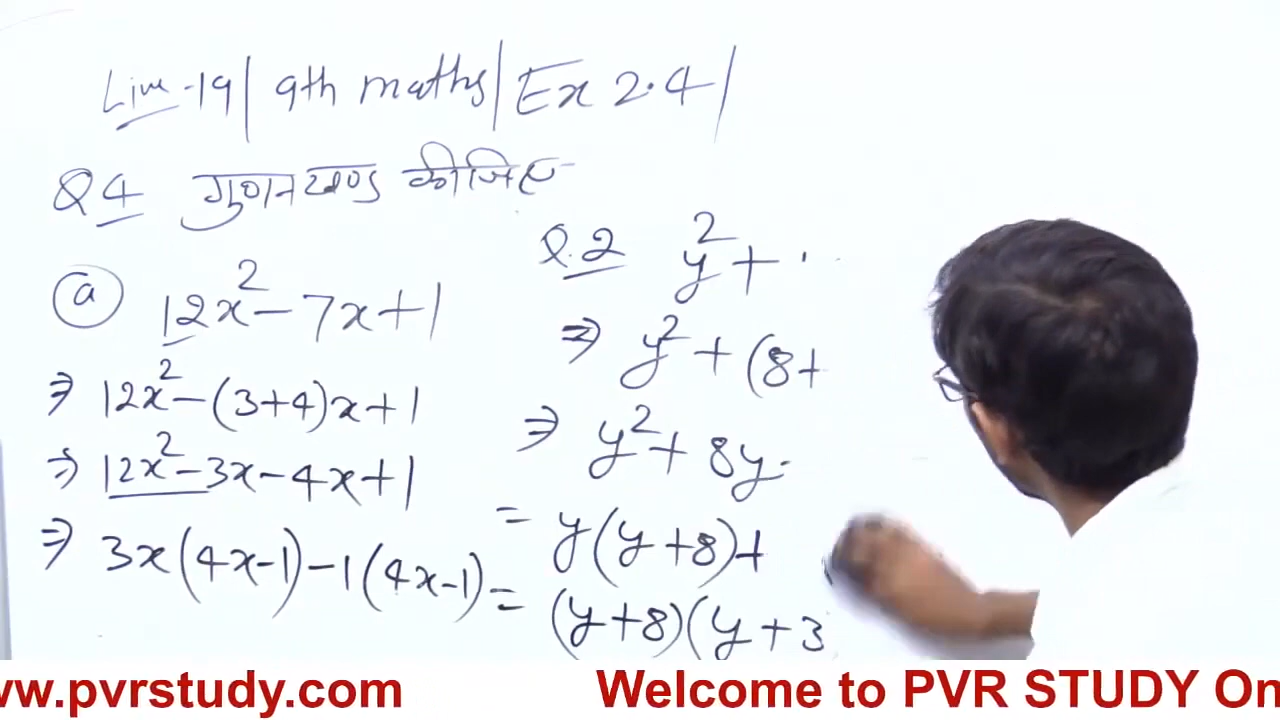 Live-19 | 9th maths | Ex 2.4 |
Q4 गुणनखण्ड कीजिए
(a) 12x² - 7x + 1
⇒ 12x² - (3+4)x + 1
⇒ 12x² - 3x - 4x + 1
⇒ 3x(4x-1) - 1(4x-1)
Q.2 y² +
⇒ y² + (8+
⇒ y² + 8y
= y(y+8)+
= (y+8)(y+3
ww.pvrstudy.com Welcome to PVR STUDY On